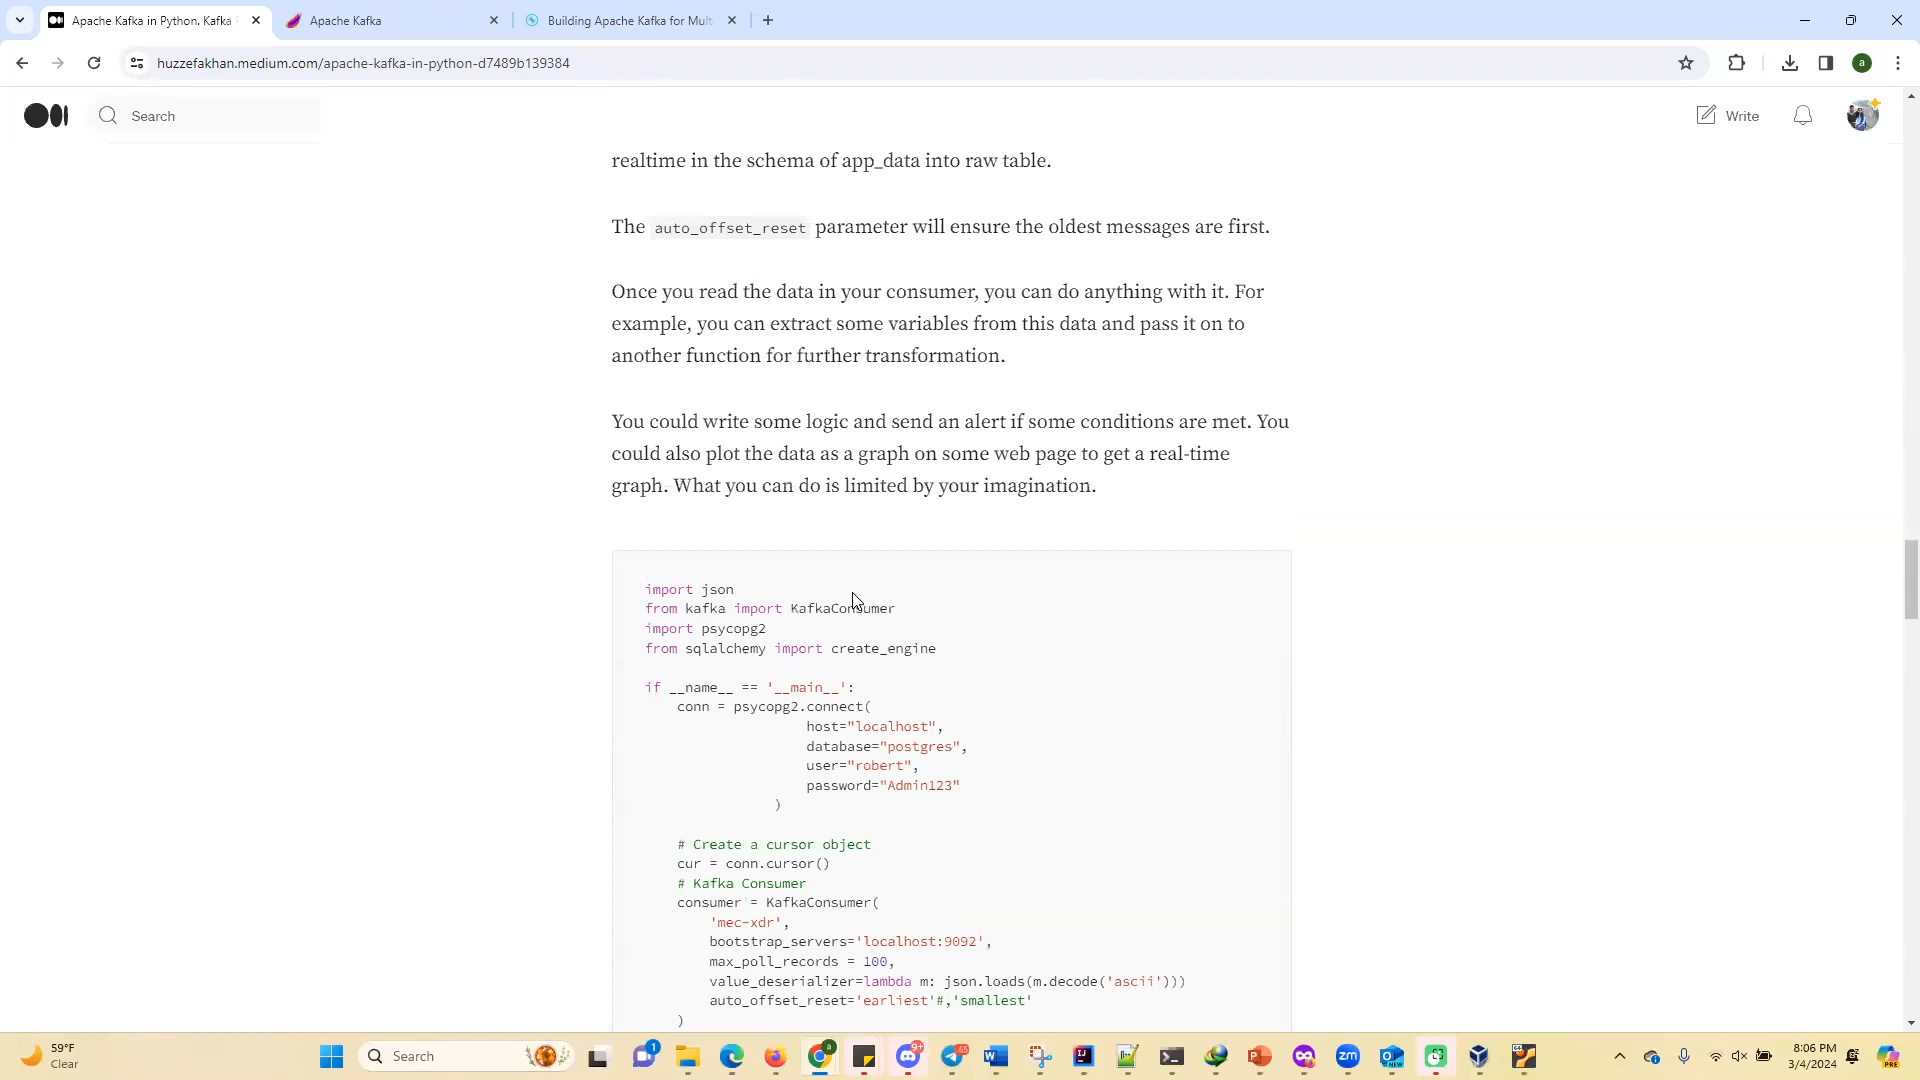 Apache Kafka in Python. Kafka
Apache Kafka
Building Apache Kafka for Mult
huzzefakhan.medium.com/apache-kafka-in-python-d7489b139384
a
Search
Write
realtime in the schema of app_data into raw table.
The auto_offset_reset parameter will ensure the oldest messages are first.
Once you read the data in your consumer, you can do anything with it. For
example, you can extract some variables from this data and pass it on to
another function for further transformation.
You could write some logic and send an alert if some conditions are met. You
could also plot the data as a graph on some web page to get a real-time
graph. What you can do is limited by your imagination.
import json
from kafka import KafkaConsumer
import psycopg2
from sqlalchemy import create_engine
if __name__ == '__main__':
conn = psycopg2.connect(
host="localhost",
database="postgres",
user="robert",
password="Admin123"
)
# Create a cursor object
cur = conn.cursor()
# Kafka Consumer
consumer = KafkaConsumer(
'mec-xdr',
bootstrap_servers='localhost:9092',
max_poll_records = 100,
value_deserializer=lambda m: json.loads(m.decode('ascii')))
auto_offset_reset='earliest'#,'smallest'
)
59°F
Clear
Search
1
a
9+
65
W
zm
NEW
8:06 PM
3/4/2024
PRE